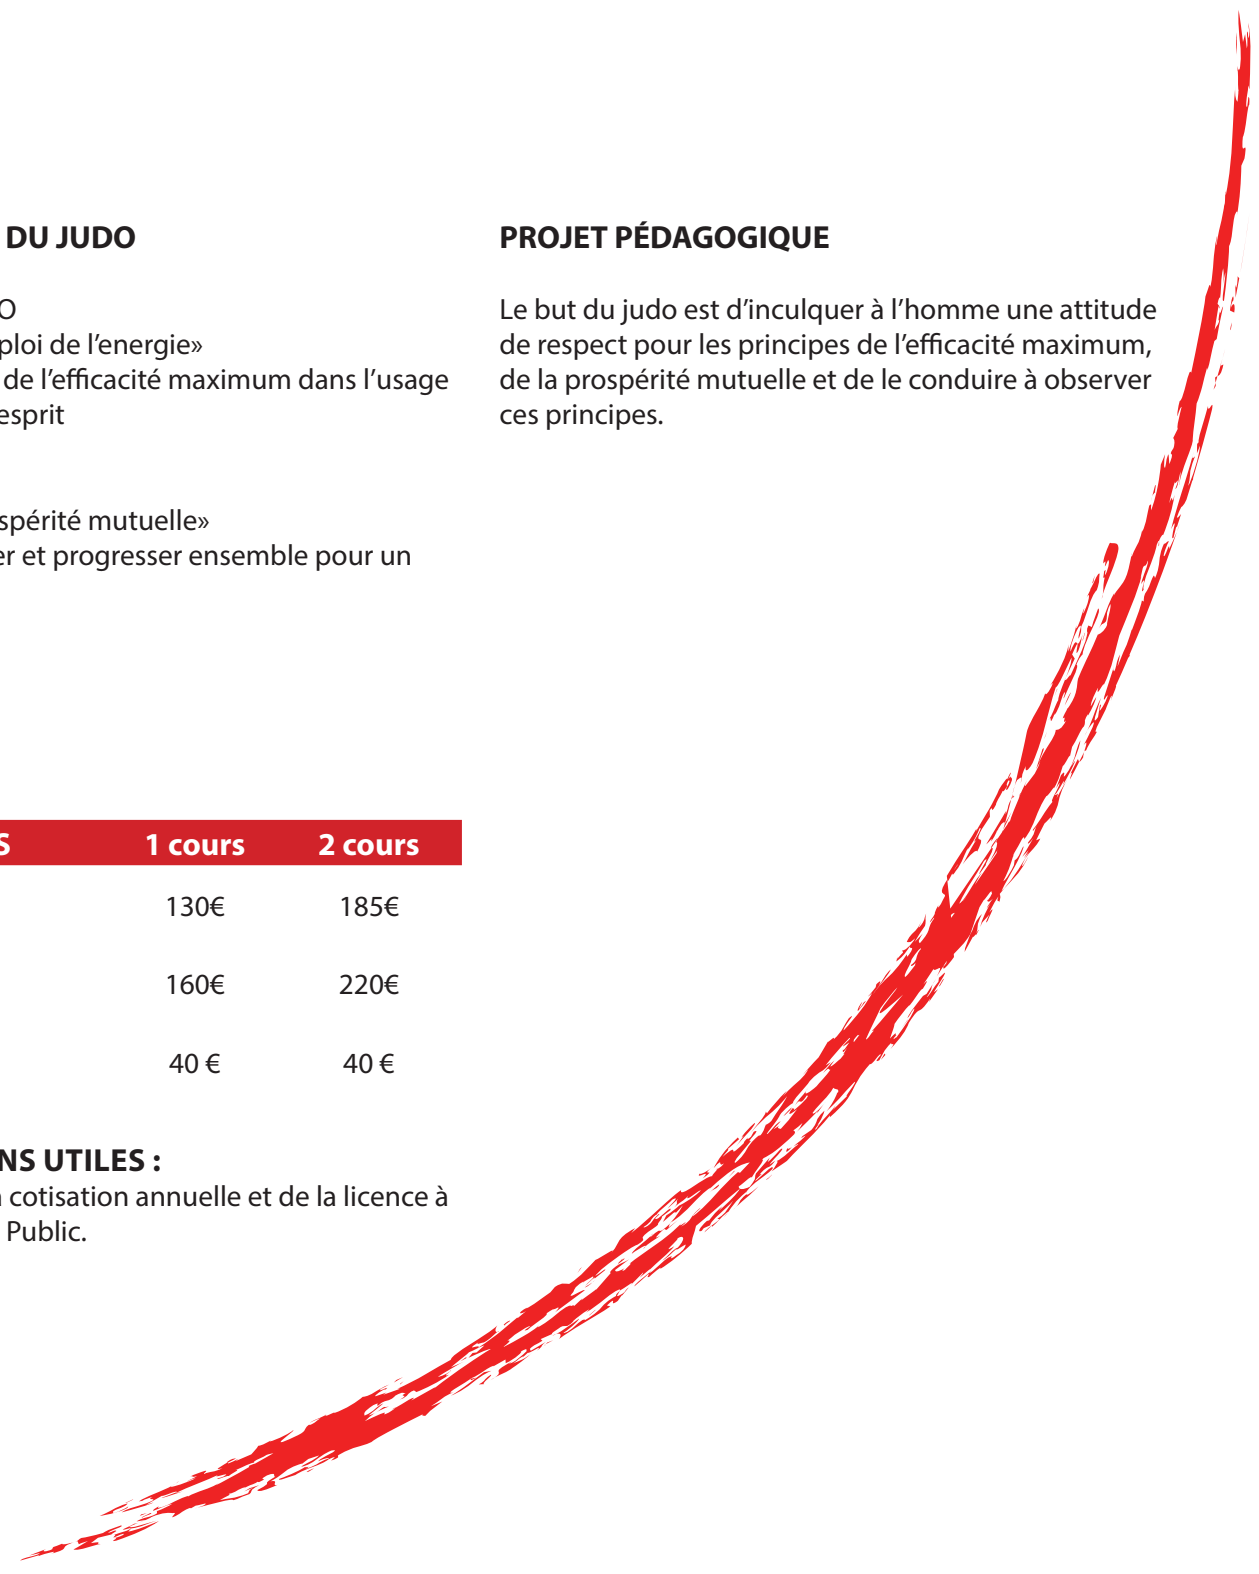 DU JUDO
O
ploi de l’energie»
de l’efficacité maximum dans l’usage
esprit
spérité mutuelle»
er et progresser ensemble pour un
PROJET PÉDAGOGIQUE
Le but du judo est d’inculquer à l’homme une attitude
de respect pour les principes de l’efficacité maximum,
de la prospérité mutuelle et de le conduire à observer
ces principes.
S 1 cours 2 cours
130€ 185€
160€ 220€
40 € 40 €
NS UTILES :
cotisation annuelle et de la licence à
Public.